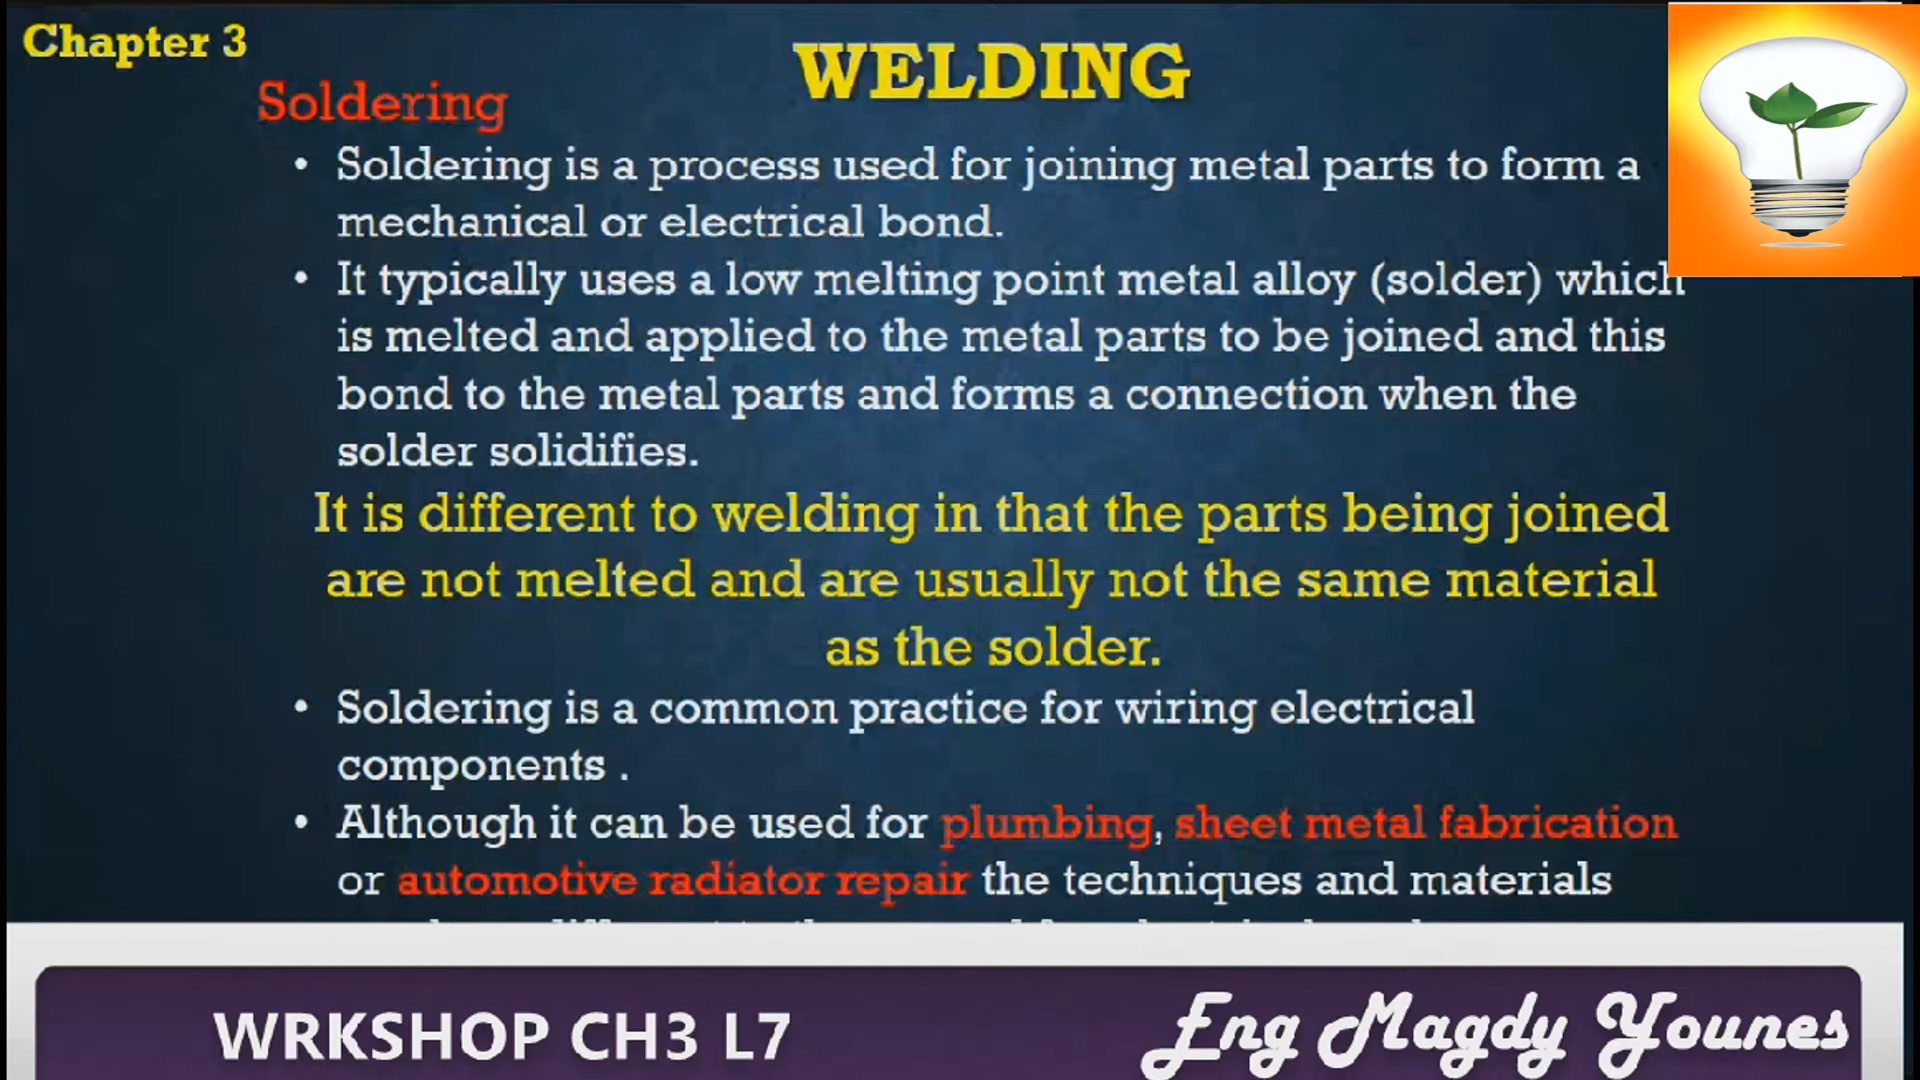 Chapter 3
WELDING
Soldering
• Soldering is a process used for joining metal parts to form a
mechanical or electrical bond.
• It typically uses a low melting point metal alloy (solder) which
is melted and applied to the metal parts to be joined and this
bond to the metal parts and forms a connection when the
solder solidifies.
It is different to welding in that the parts being joined
are not melted and are usually not the same material
as the solder.
• Soldering is a common practice for wiring electrical
components .
• Although it can be used for plumbing, sheet metal fabrication
or automotive radiator repair the techniques and materials
WRKSHOP CH3 L7
Eng Magdy Younes